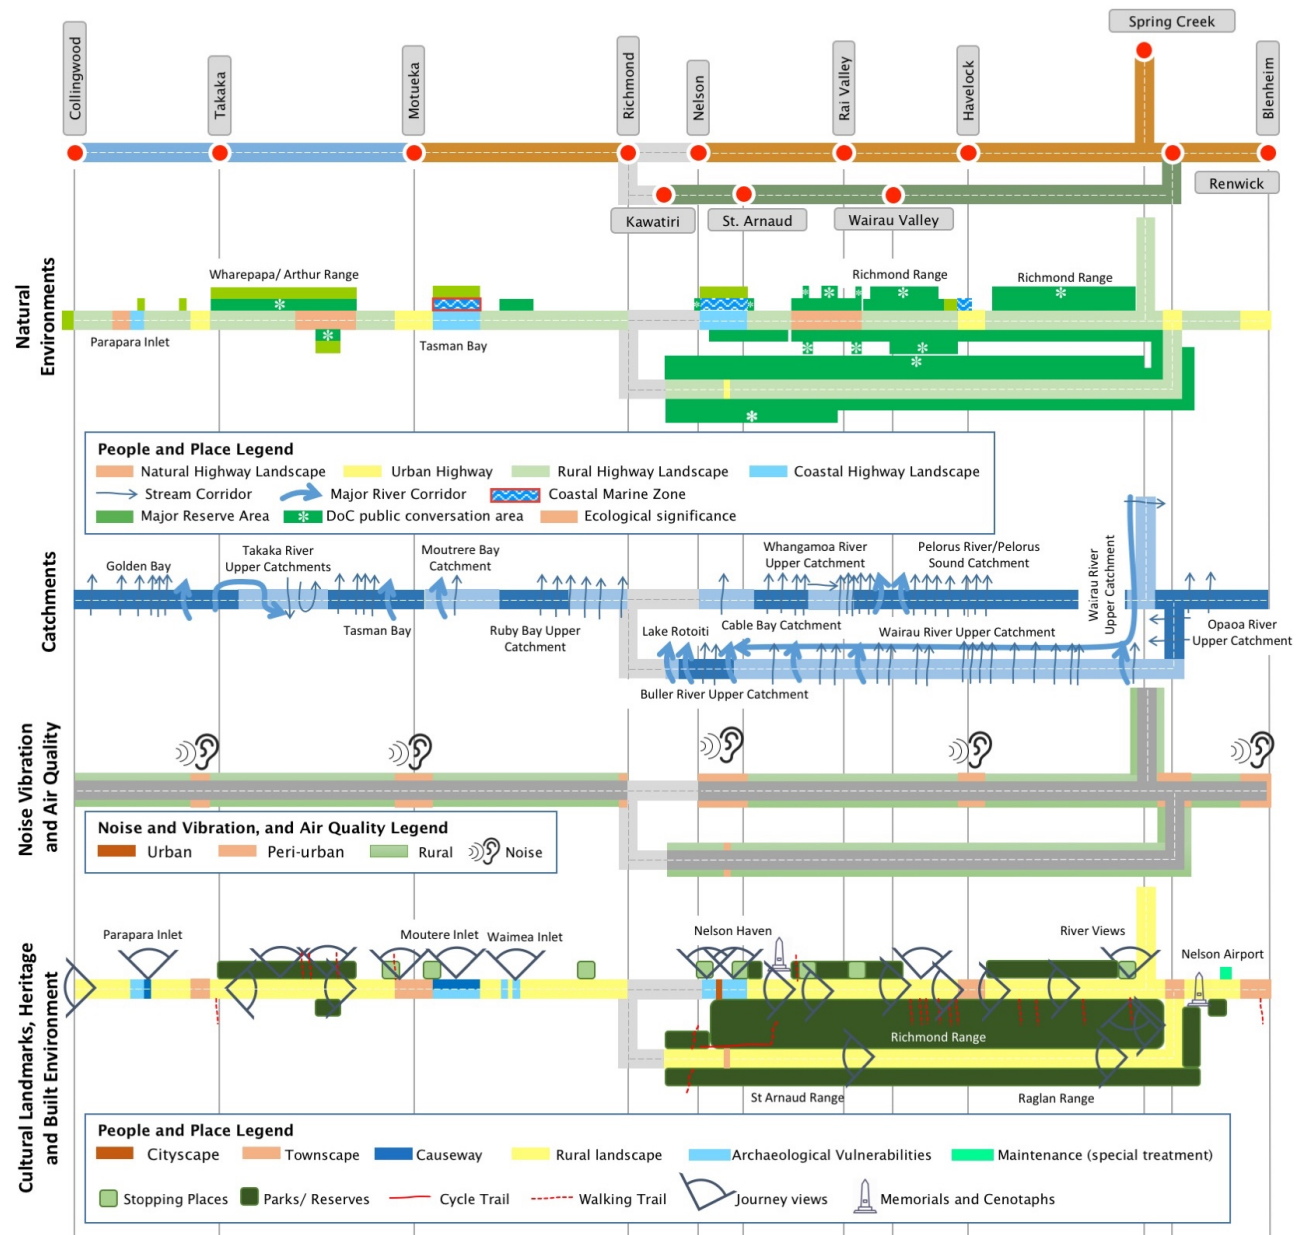 Spring Creek
Collingwood
Takaka
Motueka
Richmond
Nelson
Rai Valley
Havelock
Blenheim
Renwick
Kawatiri
St. Arnaud
Wairau Valley
Natural
Environments
Wharepapa/ Arthur Range
Richmond Range
Richmond Range
Parapara Inlet
Tasman Bay
People and Place Legend
Natural Highway Landscape
Urban Highway
Rural Highway Landscape
Coastal Highway Landscape
Stream Corridor
Major River Corridor
Coastal Marine Zone
Major Reserve Area
DoC public conversation area
Ecological significance
Catchments
Golden Bay
Takaka River
Upper Catchments
Moutrere Bay
Catchment
Whangamoa River
Upper Catchment
Pelorus River/Pelorus
Sound Catchment
Wairau River
Upper Catchment
Tasman Bay
Ruby Bay Upper
Catchment
Lake Rotoiti
Cable Bay Catchment
Wairau River Upper Catchment
Opaoa River
Upper Catchment
Buller River Upper Catchment
Noise Vibration
and Air Quality
Noise and Vibration, and Air Quality Legend
Urban
Peri-urban
Rural
Noise
Cultural Landmarks, Heritage
and Built Environment
Parapara Inlet
Moutere Inlet
Waimea Inlet
Nelson Haven
River Views
Nelson Airport
Richmond Range
St Arnaud Range
Raglan Range
People and Place Legend
Cityscape
Townscape
Causeway
Rural landscape
Archaeological Vulnerabilities
Maintenance (special treatment)
Stopping Places
Parks/ Reserves
Cycle Trail
Walking Trail
Journey views
Memorials and Cenotaphs